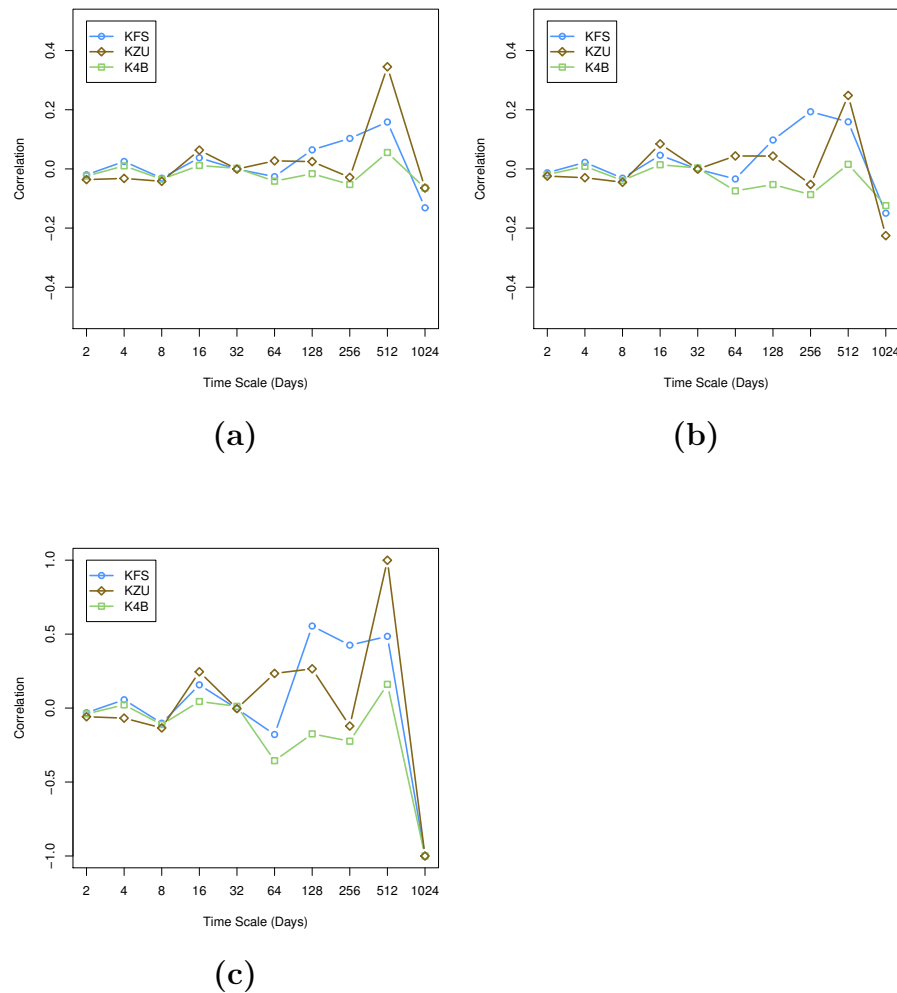 KFS
KZU
K4B
Correlation
0.4
0.2
0.0
−0.2
−0.4
2 4 8 16 32 64 128 256 512 1024
Time Scale (Days)
(a)
KFS
KZU
K4B
Correlation
0.4
0.2
0.0
−0.2
−0.4
2 4 8 16 32 64 128 256 512 1024
Time Scale (Days)
(b)
KFS
KZU
K4B
Correlation
1.0
0.5
0.0
−0.5
−1.0
2 4 8 16 32 64 128 256 512 1024
Time Scale (Days)
(c)